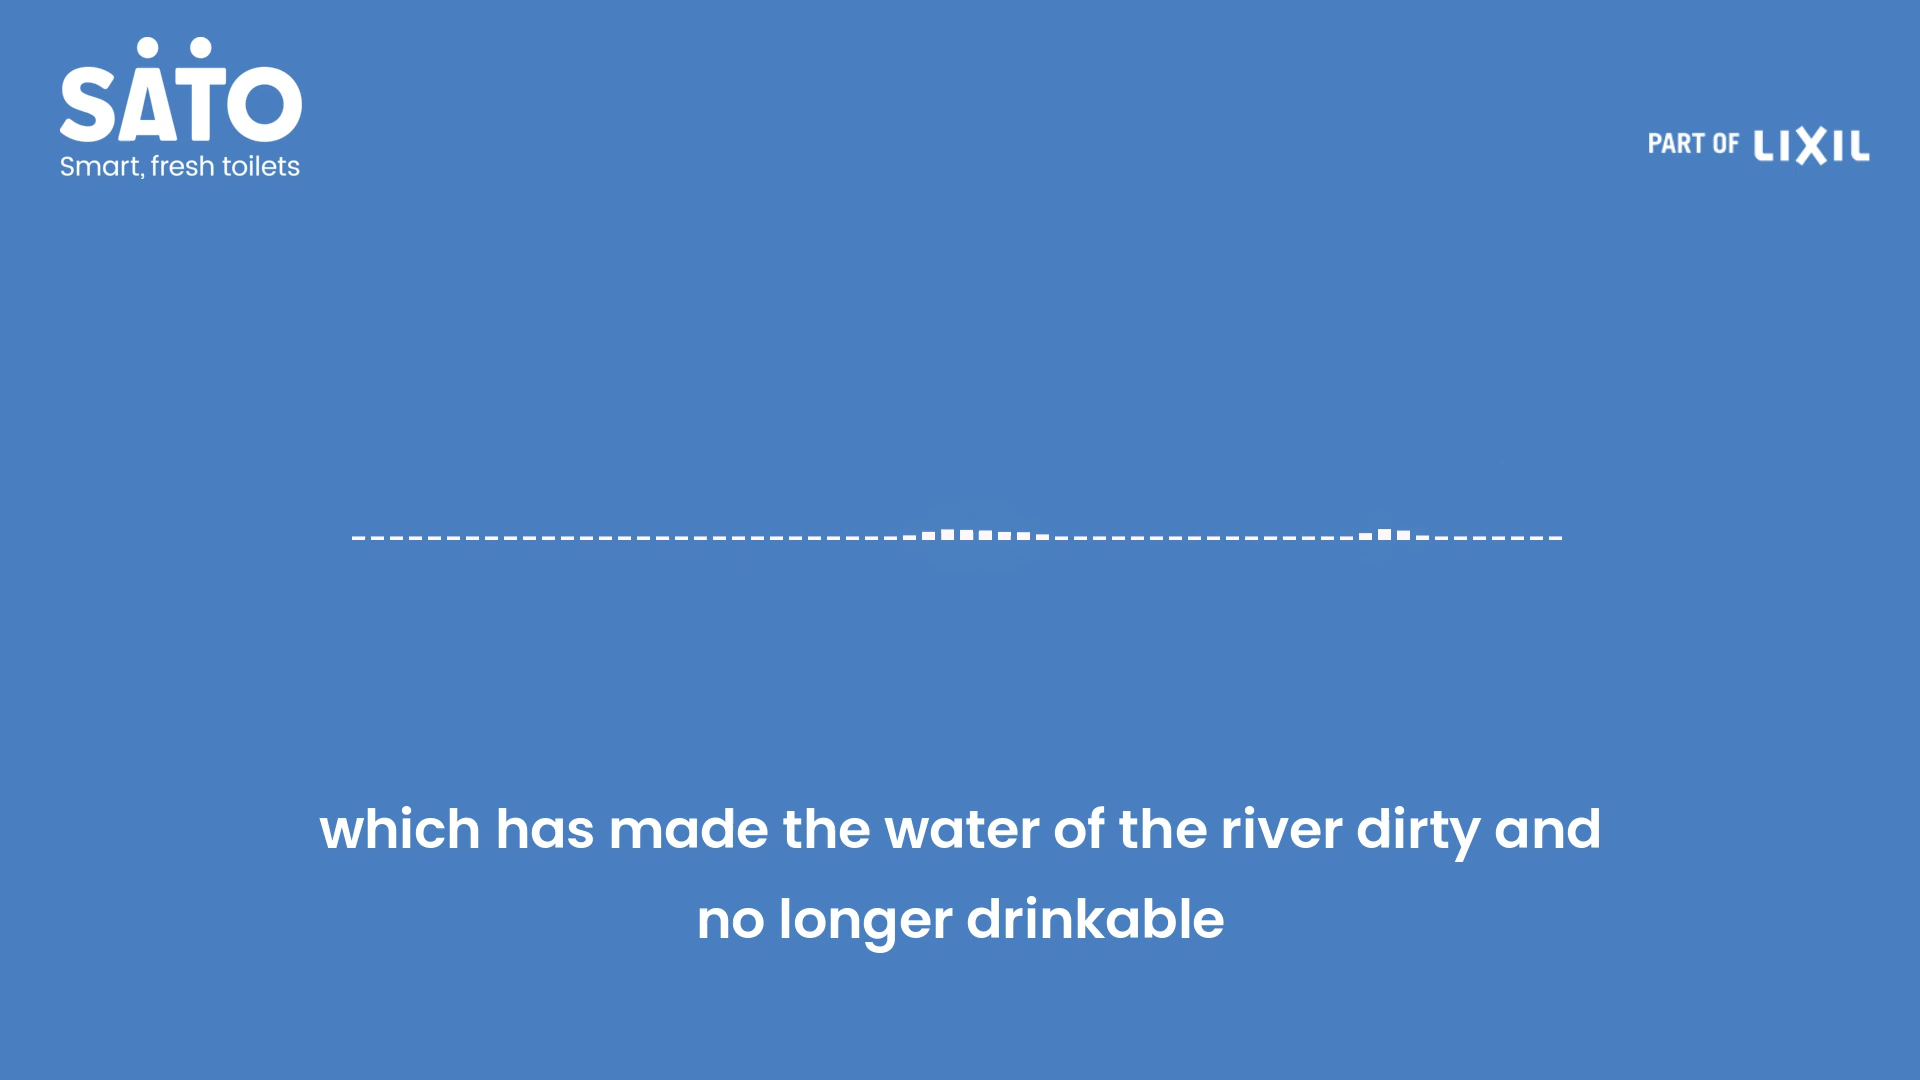 SATO
Smart, fresh toilets
PART OF LIXIL
which has made the water of the river dirty and
no longer drinkable